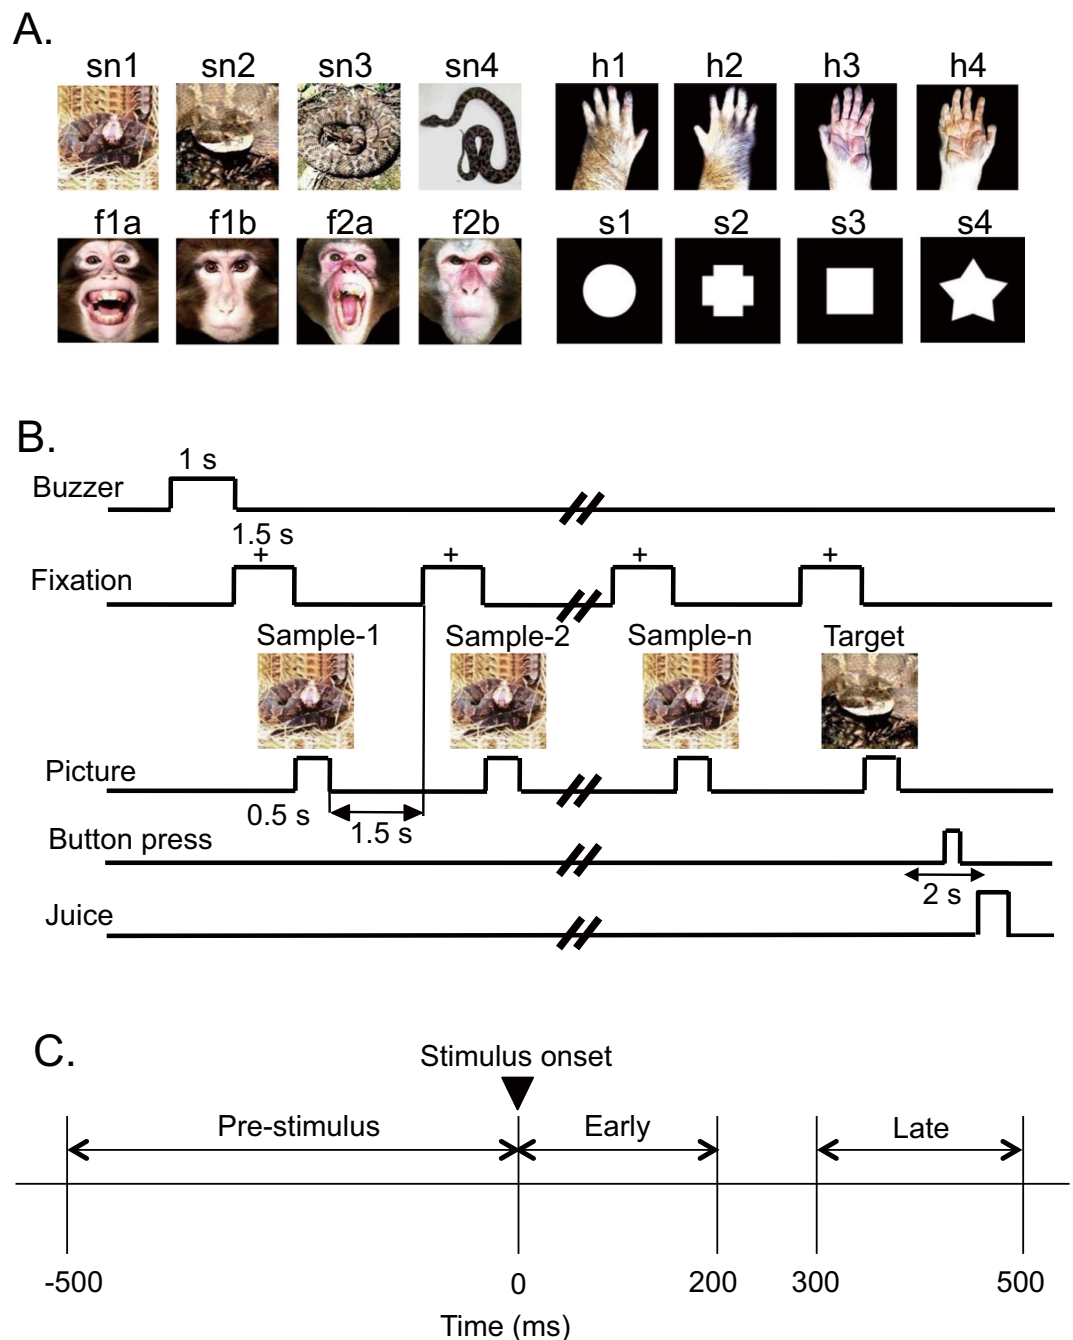 A.
sn1 sn2 sn3 sn4 h1 h2 h3 h4
f1a f1b f2a f2b s1 s2 s3 s4
B.
1 s
Buzzer
1.5 s
+ + + +
Fixation
Sample-1 Sample-2 Sample-n Target
Picture
0.5 s
1.5 s
Button press
2 s
Juice
C.
Stimulus onset
Pre-stimulus Early Late
-500 0 200 300 500
Time (ms)